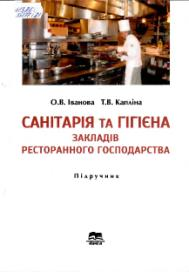 О.В. Іванова Т.В. Капліна
САНІТАРІЯ ТА ГІГІЄНА
ЗАКЛАДІВ
РЕСТОРАННОГО ГОСПОДАРСТВА
Підручник